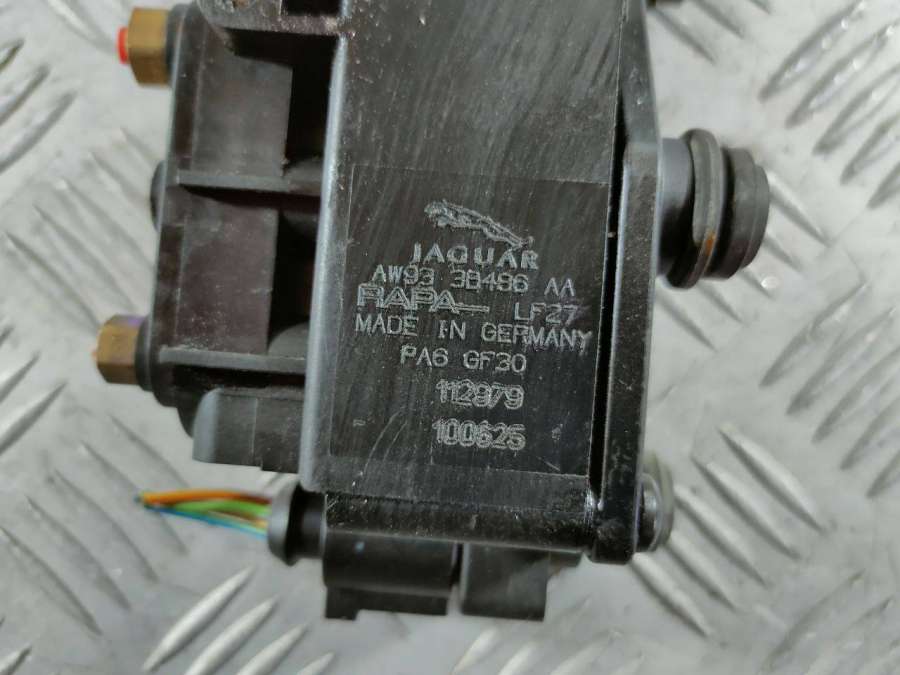 JAGUAR
AW93 3B486 AA
RAPA LF27
MADE IN GERMANY
PA6 GF30
112979
100625